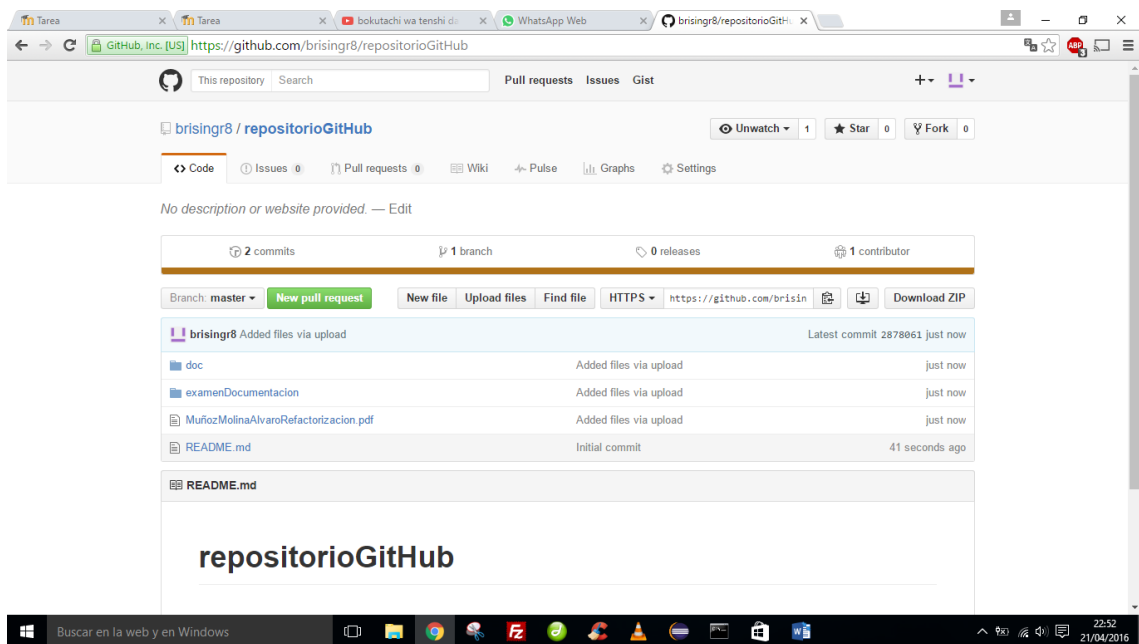 Tarea Tarea bokutachi wa tenshi da WhatsApp Web brisingr8/repositorioGitHu
GitHub, Inc. [US] https://github.com/brisingr8/repositorioGitHub ABP 3
This repository Search Pull requests Issues Gist
brisingr8 / repositorioGitHub Unwatch 1 Star 0 Fork 0
Code Issues 0 Pull requests 0 Wiki Pulse Graphs Settings
No description or website provided. — Edit
2 commits 1 branch 0 releases 1 contributor
Branch: master New pull request New file Upload files Find file HTTPS https://github.com/brisin Download ZIP
brisingr8 Added files via upload Latest commit 2878061 just now
doc Added files via upload just now
examenDocumentacion Added files via upload just now
MuñozMolinaAlvaroRefactorizacion.pdf Added files via upload just now
README.md Initial commit 41 seconds ago
README.md
repositorioGitHub
Buscar en la web y en Windows 22:52
21/04/2016